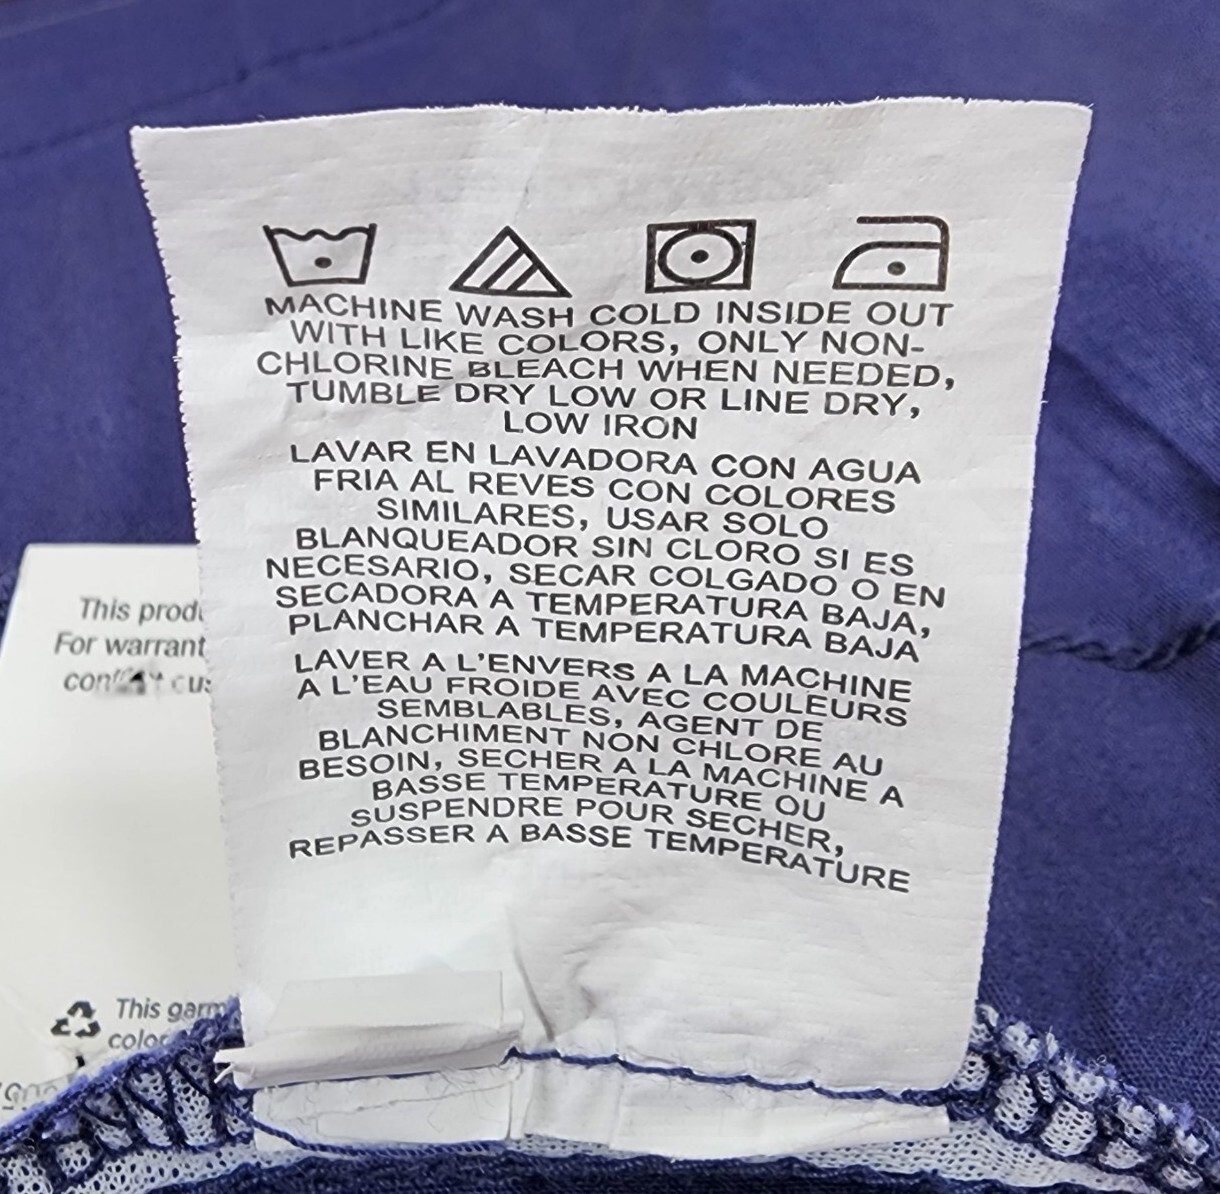 MACHINE WASH COLD INSIDE OUT
WITH LIKE COLORS, ONLY NON-
CHLORINE BLEACH WHEN NEEDED,
TUMBLE DRY LOW OR LINE DRY,
LOW IRON
LAVAR EN LAVADORA CON AGUA
FRIA AL REVES CON COLORES
SIMILARES, USAR SOLO
BLANQUEADOR SIN CLORO SI ES
NECESARIO, SECAR COLGADO O EN
SECADORA A TEMPERATURA BAJA,
PLANCHAR A TEMPERATURA BAJA
LAVER A L'ENVERS A LA MACHINE
A L'EAU FROIDE AVEC COULEURS
SEMBLABLES, AGENT DE
BLANCHIMENT NON CHLORE AU
BESOIN, SECHER A LA MACHINE A
BASSE TEMPERATURE OU
SUSPENDRE POUR SECHER,
REPASSER A BASSE TEMPERATURE
This
For
This